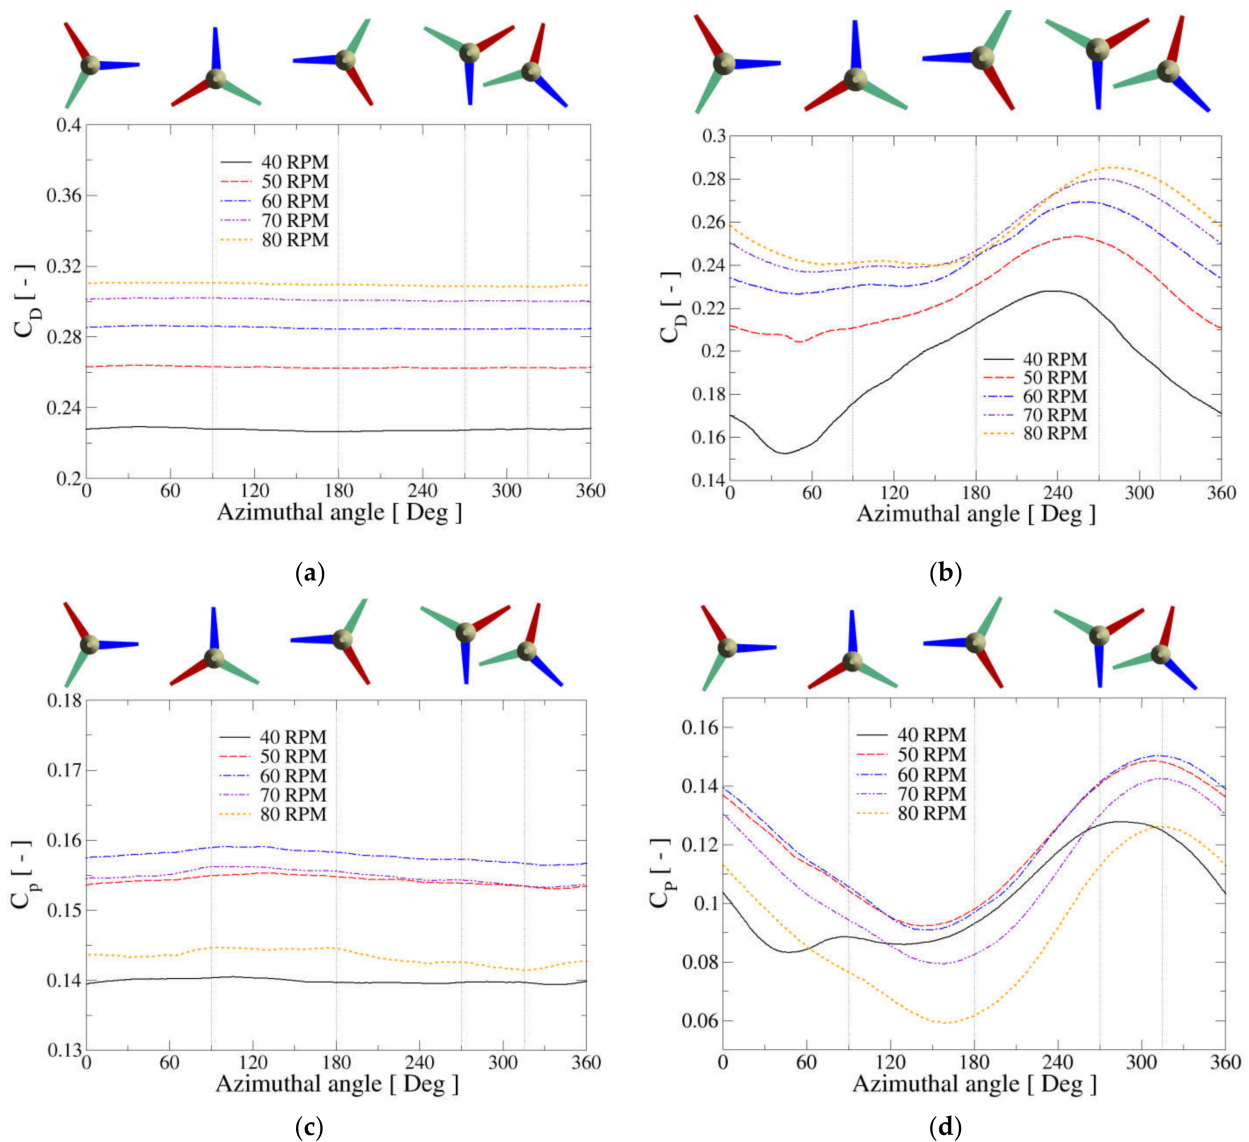 0.4
0.36
0.32
0.28
0.24
0.2
C_D [ - ]
40 RPM
50 RPM
60 RPM
70 RPM
80 RPM
0 60 120 180 240 300 360
Azimuthal angle [ Deg ]
(a)
0.3
0.28
0.26
0.24
0.22
0.2
0.18
0.16
0.14
C_D [ - ]
40 RPM
50 RPM
60 RPM
70 RPM
80 RPM
0 60 120 180 240 300 360
Azimuthal angle [ Deg ]
(b)
0.18
0.17
0.16
0.15
0.14
0.13
C_p [ - ]
40 RPM
50 RPM
60 RPM
70 RPM
80 RPM
0 60 120 180 240 300 360
Azimuthal angle [ Deg ]
(c)
0.16
0.14
0.12
0.1
0.08
0.06
C_P [ - ]
40 RPM
50 RPM
60 RPM
70 RPM
80 RPM
0 60 120 180 240 300 360
Azimuthal angle [ Deg ]
(d)